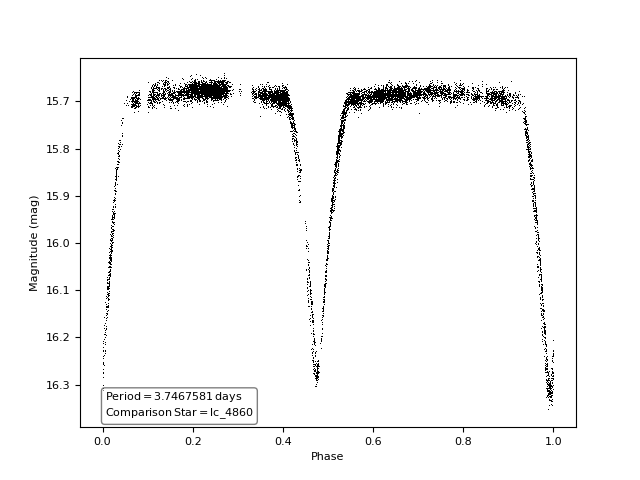 15.7
15.8
15.9
16.0
16.1
16.2
16.3
Magnitude (mag)
Period = 3.7467581 days
Comparison Star = lc_4860
0.0 0.2 0.4 0.6 0.8 1.0
Phase